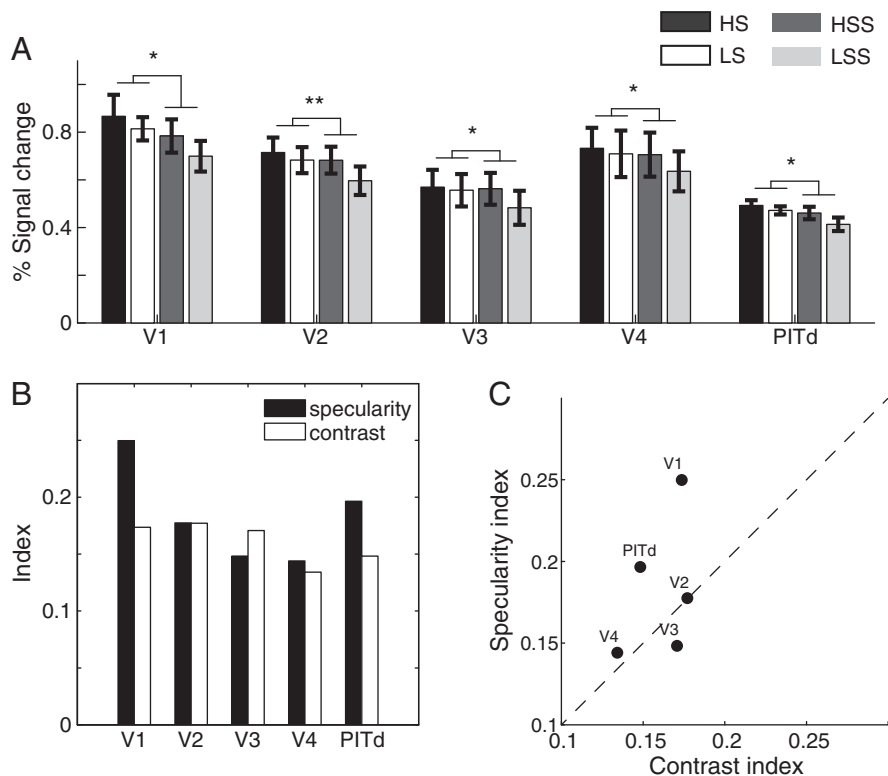 A
HS
HSS
LS
LSS
% Signal change
0.8
0.4
0
*
**
*
*
*
V1
V2
V3
V4
PITd
B
specularity
contrast
Index
0.2
0.1
0
V1
V2
V3
V4
PITd
C
Specularity index
0.25
0.2
0.15
0.1
V1
PITd
V2
V4
V3
0.1
0.15
0.2
0.25
Contrast index